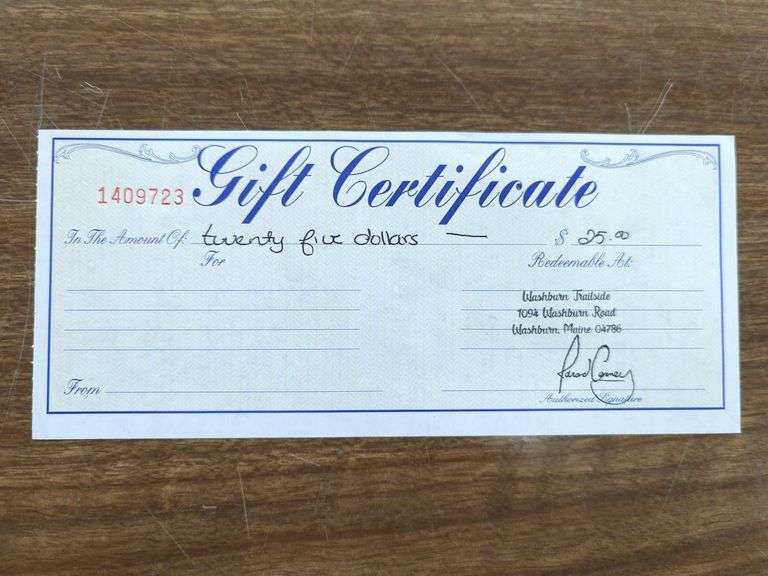 Gift Certificate
1409723
In The Amount Of: twenty five dollars — $ 25.00
For
Redeemable At:
Washburn Trailside
1094 Washburn Road
Washburn, Maine 04786
From
Authorized Signature